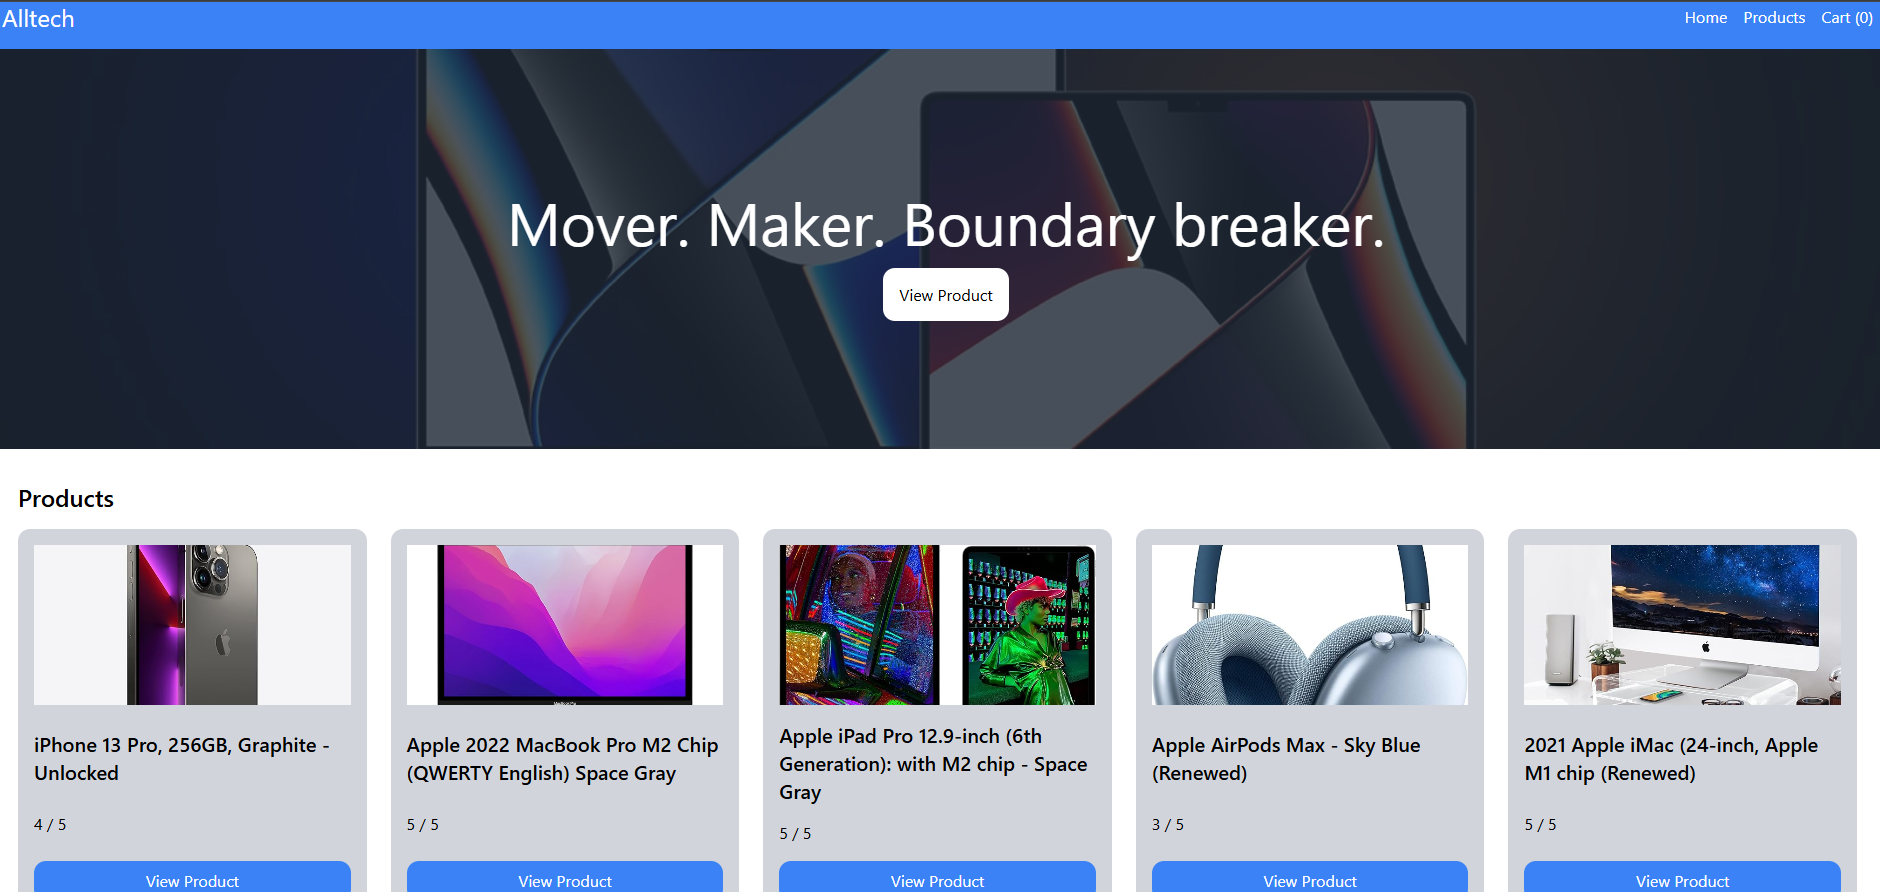 Alltech
Home Products Cart (0)
Mover. Maker. Boundary breaker.
View Product
Products
iPhone 13 Pro, 256GB, Graphite -
Unlocked
4 / 5
View Product
Apple 2022 MacBook Pro M2 Chip
(QWERTY English) Space Gray
5 / 5
View Product
Apple iPad Pro 12.9-inch (6th
Generation): with M2 chip - Space
Gray
5 / 5
View Product
Apple AirPods Max - Sky Blue
(Renewed)
3 / 5
View Product
2021 Apple iMac (24-inch, Apple
M1 chip (Renewed)
5 / 5
View Product